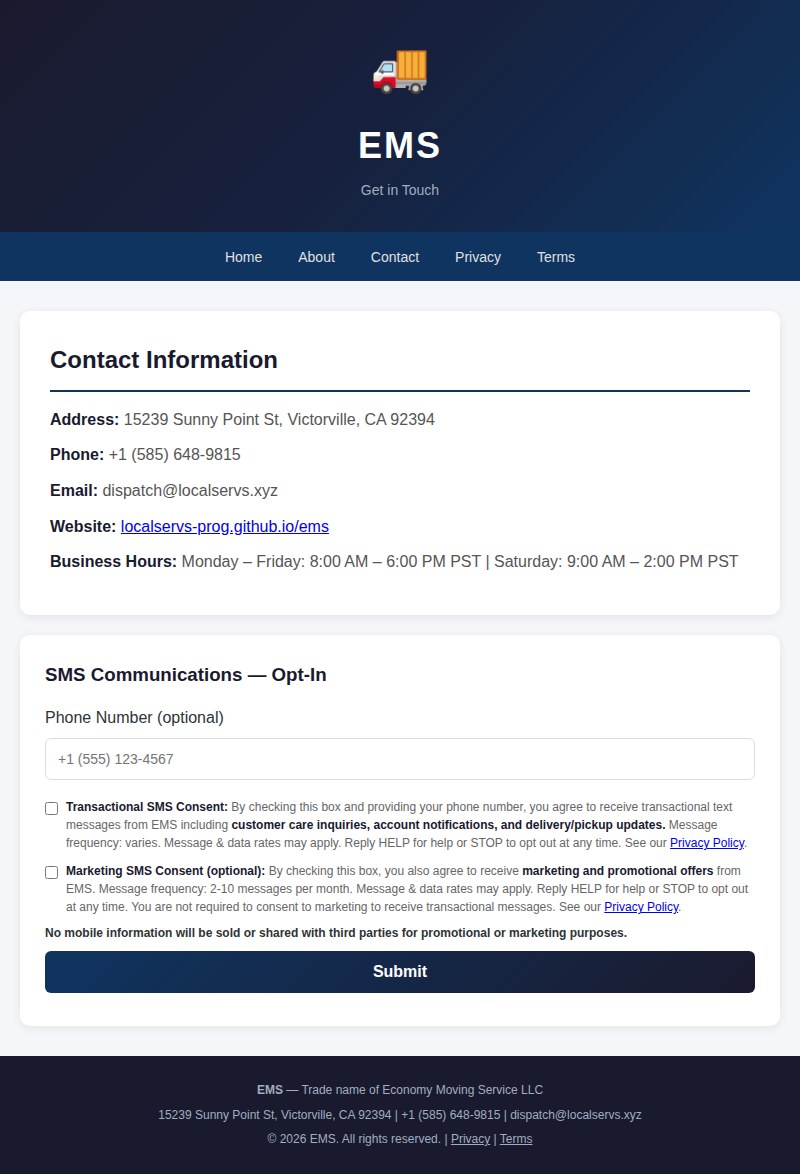 EMS
Get in Touch
Home About Contact Privacy Terms
Contact Information
Address: 15239 Sunny Point St, Victorville, CA 92394
Phone: +1 (585) 648-9815
Email: dispatch@localservs.xyz
Website: localservs-prog.github.io/ems
Business Hours: Monday – Friday: 8:00 AM – 6:00 PM PST | Saturday: 9:00 AM – 2:00 PM PST
SMS Communications — Opt-In
Phone Number (optional)
+1 (555) 123-4567
Transactional SMS Consent: By checking this box and providing your phone number, you agree to receive transactional text
messages from EMS including customer care inquiries, account notifications, and delivery/pickup updates. Message
frequency: varies. Message & data rates may apply. Reply HELP for help or STOP to opt out at any time. See our Privacy Policy.
Marketing SMS Consent (optional): By checking this box, you also agree to receive marketing and promotional offers from
EMS. Message frequency: 2-10 messages per month. Message & data rates may apply. Reply HELP for help or STOP to opt out
at any time. You are not required to consent to marketing to receive transactional messages. See our Privacy Policy.
No mobile information will be sold or shared with third parties for promotional or marketing purposes.
Submit
EMS — Trade name of Economy Moving Service LLC
15239 Sunny Point St, Victorville, CA 92394 | +1 (585) 648-9815 | dispatch@localservs.xyz
© 2026 EMS. All rights reserved. | Privacy | Terms